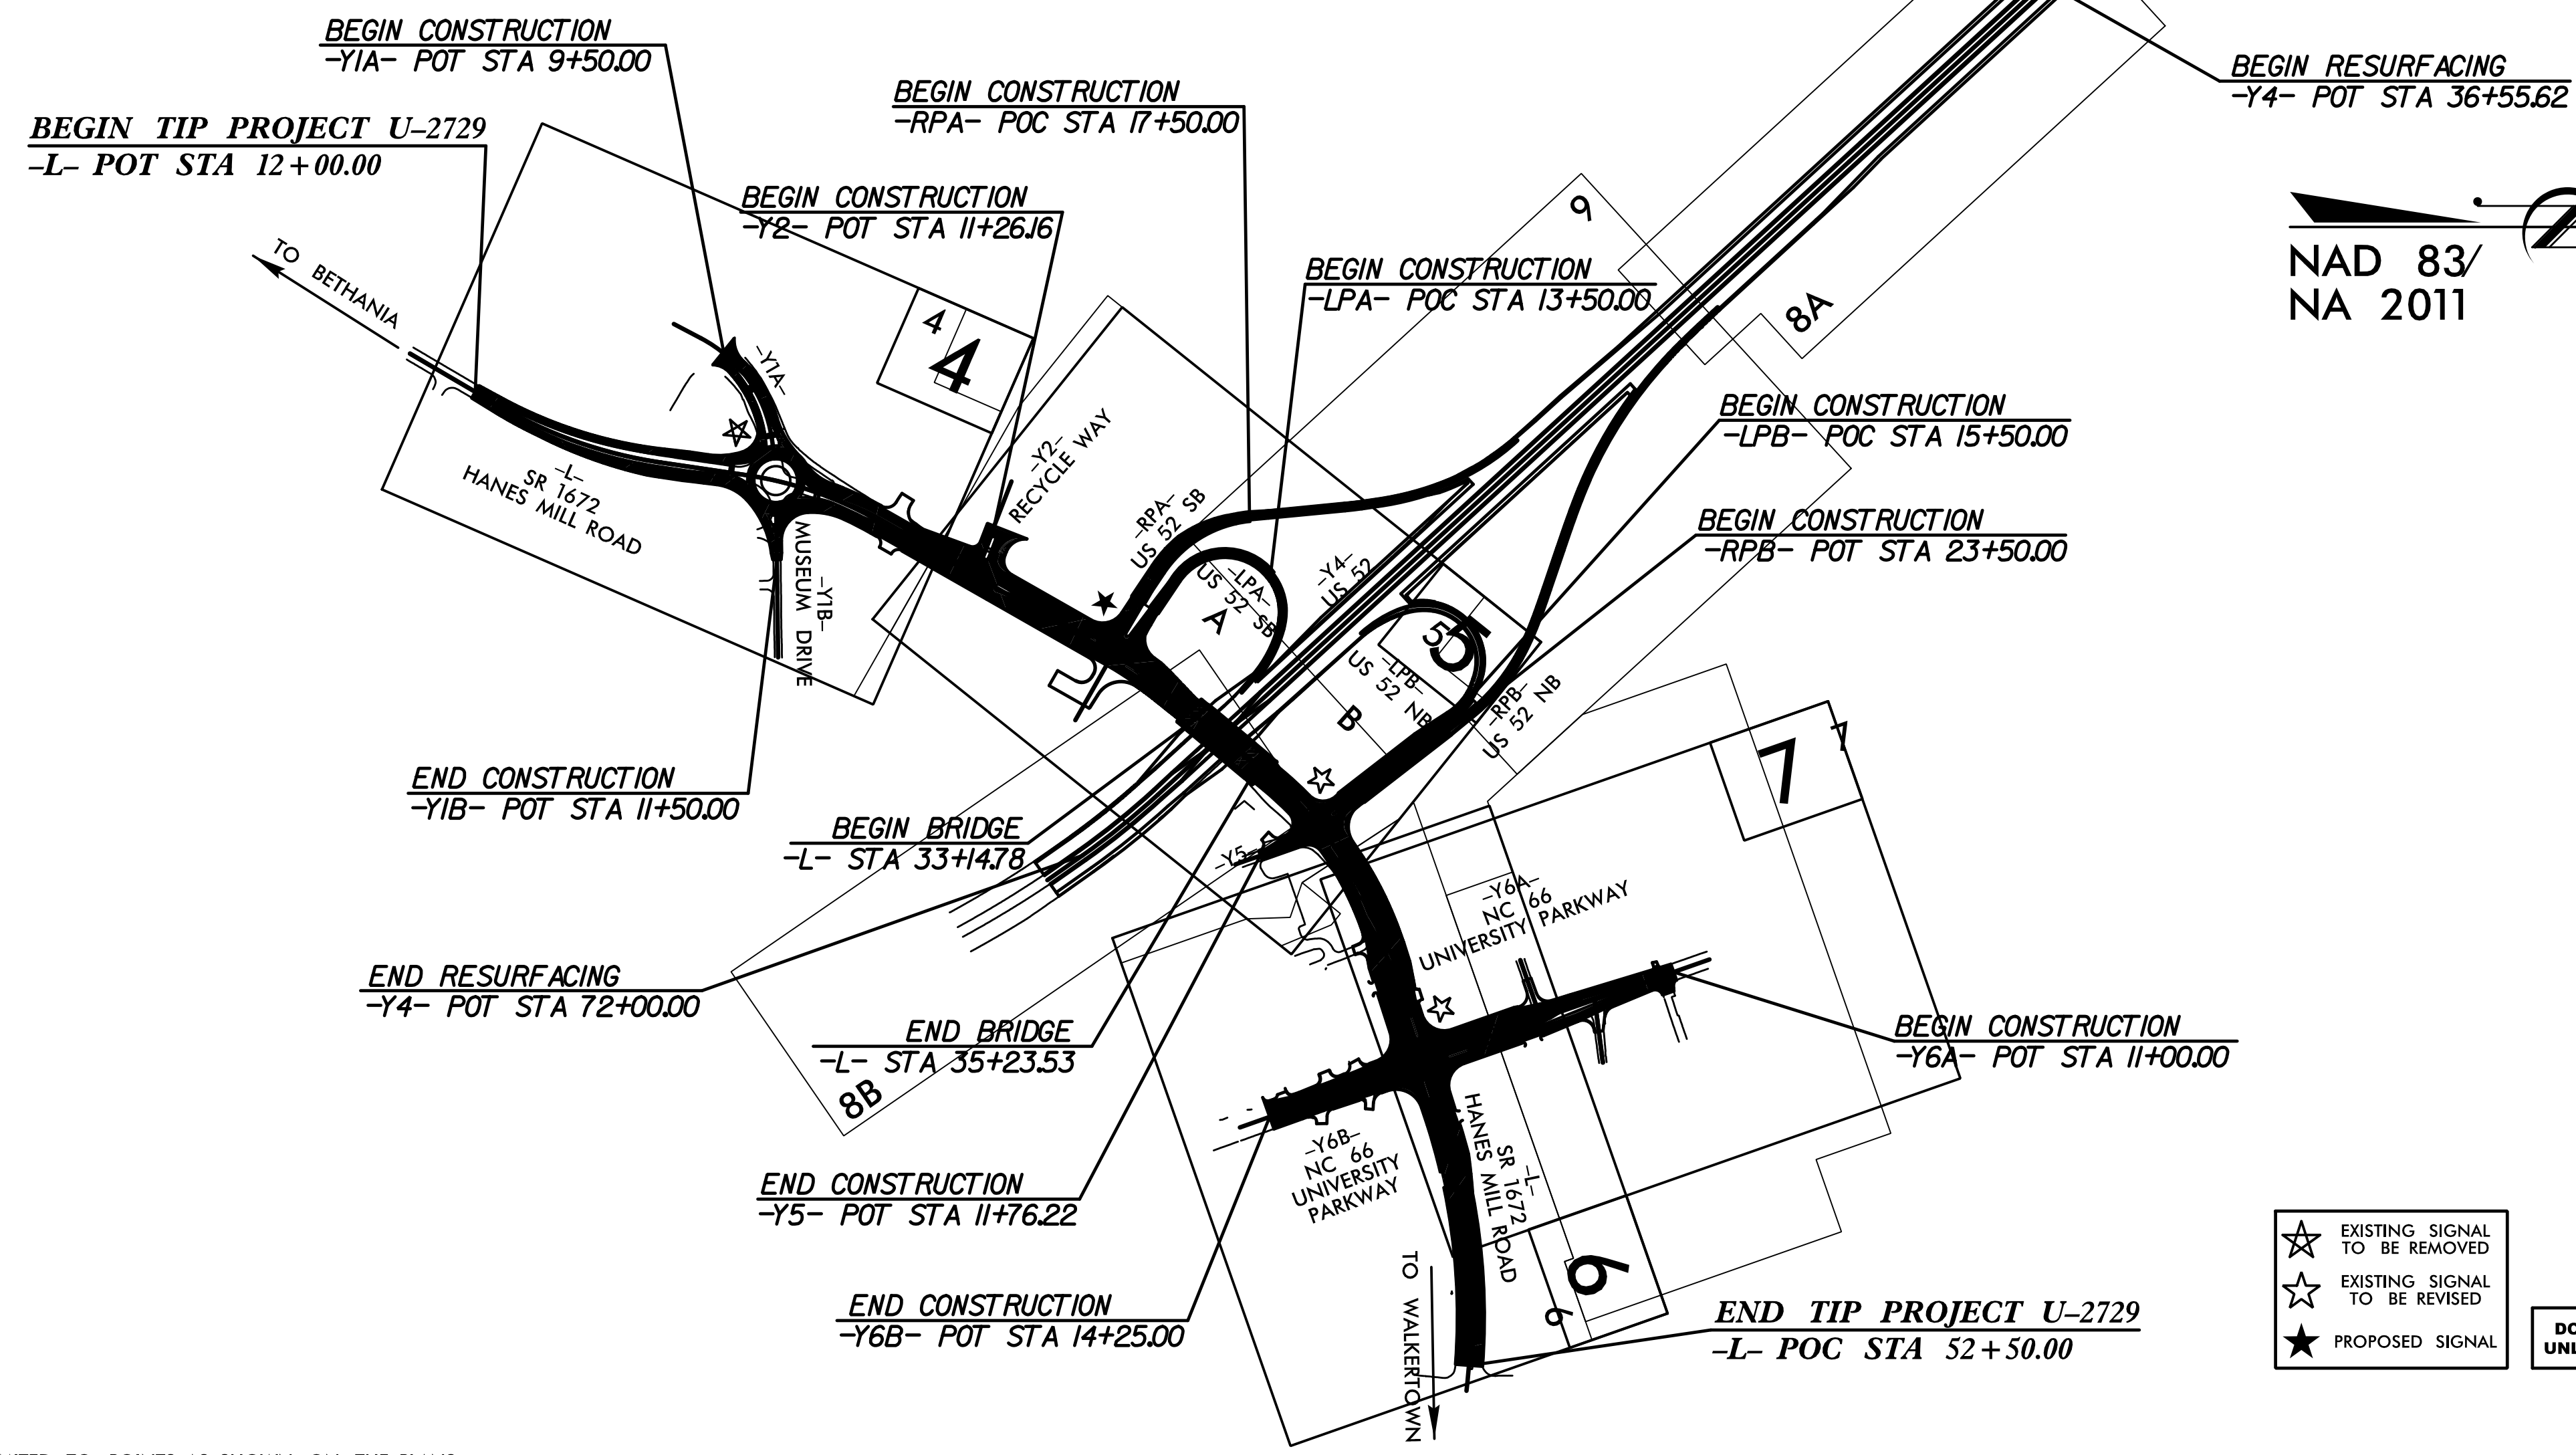 BEGIN CONSTRUCTION
-Y1A- POT STA 9+50.00
BEGIN TIP PROJECT U-2729
-L- POT STA 12+00.00
BEGIN CONSTRUCTION
-RPA- POC STA 17+50.00
BEGIN CONSTRUCTION
-Y2- POT STA 11+26.16
BEGIN CONSTRUCTION
-LPA- POC STA 13+50.00
BEGIN RESURFACING
-Y4- POT STA 36+55.62
NAD 83/
NA 2011
BEGIN CONSTRUCTION
-LPB- POC STA 15+50.00
BEGIN CONSTRUCTION
-RPB- POT STA 23+50.00
TO BETHANIA
-Y1A-
4
4
9
8A
-L-
SR 1672
HANES MILL ROAD
-Y2-
RECYCLE WAY
-RPA-
US 52 SB
-LPA-
US 52 SB
A
-Y4-
US 52
5
5
-LPB-
US 52 NB
B
-RPB-
US 52 NB
-Y1B-
MUSEUM DRIVE
7
7
END CONSTRUCTION
-Y1B- POT STA 11+50.00
BEGIN BRIDGE
-L- STA 33+14.78
-Y5-
-Y6A-
NC 66
UNIVERSITY PARKWAY
END RESURFACING
-Y4- POT STA 72+00.00
END BRIDGE
-L- STA 35+23.53
8B
BEGIN CONSTRUCTION
-Y6A- POT STA 11+00.00
-Y6B-
NC 66
UNIVERSITY
PARKWAY
-L-
SR 1672
HANES MILL ROAD
END CONSTRUCTION
-Y5- POT STA 11+76.22
END CONSTRUCTION
-Y6B- POT STA 14+25.00
TO WALKERTOWN
6
6
END TIP PROJECT U-2729
-L- POC STA 52+50.00
EXISTING SIGNAL
TO BE REMOVED
EXISTING SIGNAL
TO BE REVISED
PROPOSED SIGNAL